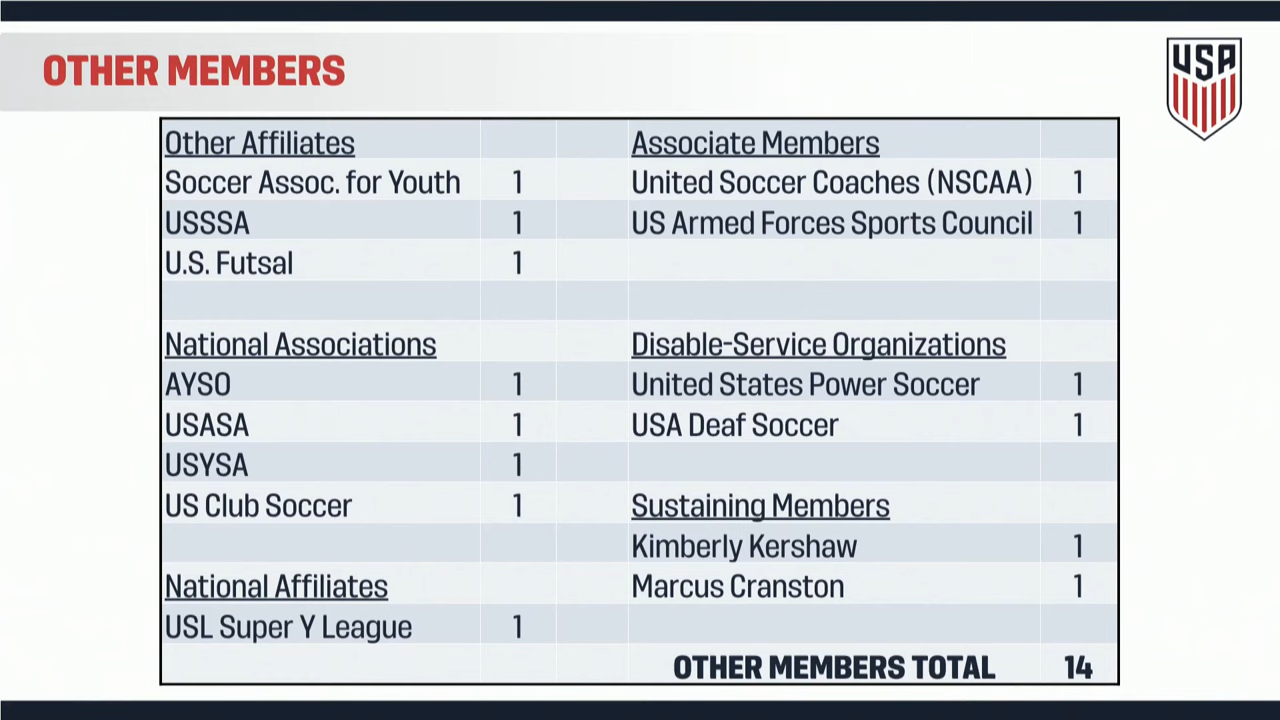 OTHER MEMBERS
USA
Other Affiliates
Soccer Assoc. for Youth 1
USSSA 1
U.S. Futsal 1
National Associations
AYSO 1
USASA 1
USYSA 1
US Club Soccer 1
National Affiliates
USL Super Y League 1
Associate Members
United Soccer Coaches (NSCAA) 1
US Armed Forces Sports Council 1
Disable-Service Organizations
United States Power Soccer 1
USA Deaf Soccer 1
Sustaining Members
Kimberly Kershaw 1
Marcus Cranston 1
OTHER MEMBERS TOTAL 14